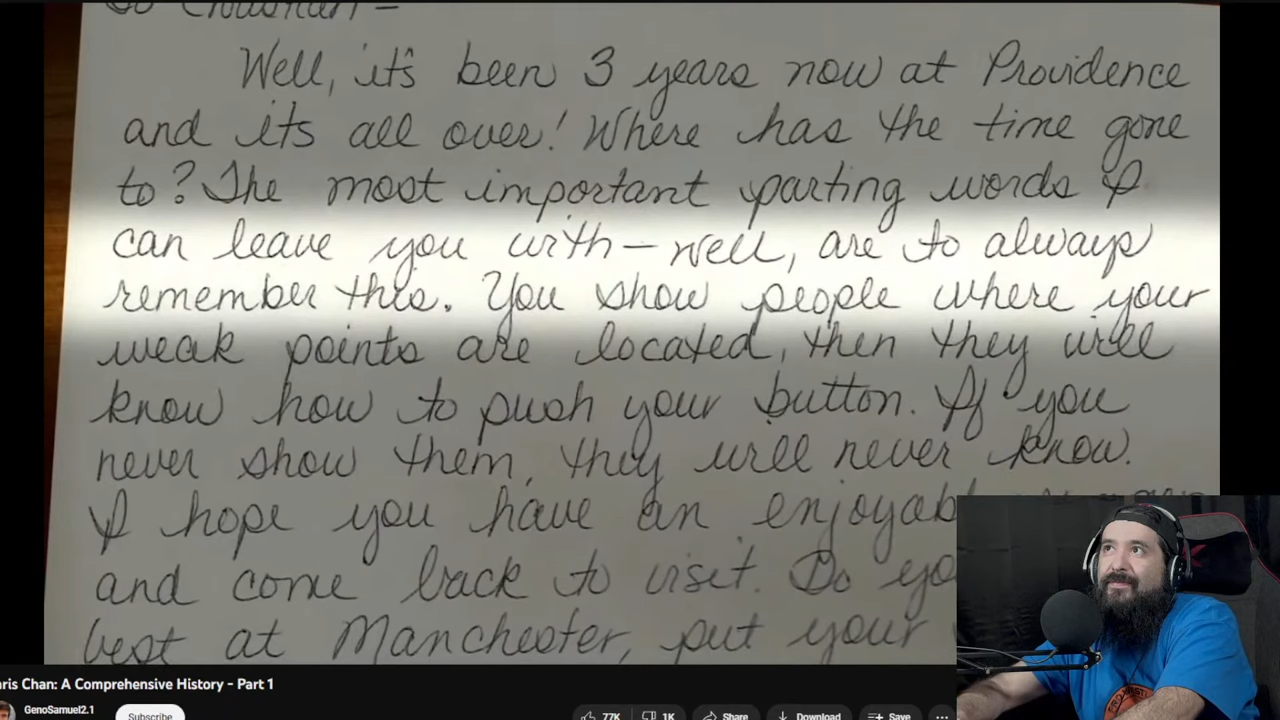 So Christian -
Well, it's been 3 years now at Providence
and its all over! Where has the time gone
to? The most important parting words I
can leave you with - well, are to always
remember this. You show people where your
weak points are located, then they will
know how to push your button. If you
never show them, they will never know.
I hope you have an enjoyab
and come back to visit. Do yo
best at Manchester, put your
aris Chan: A Comprehensive History - Part 1
GenoSamuel2.1
Subscribe
77K
1K
Share
Download
Save
...